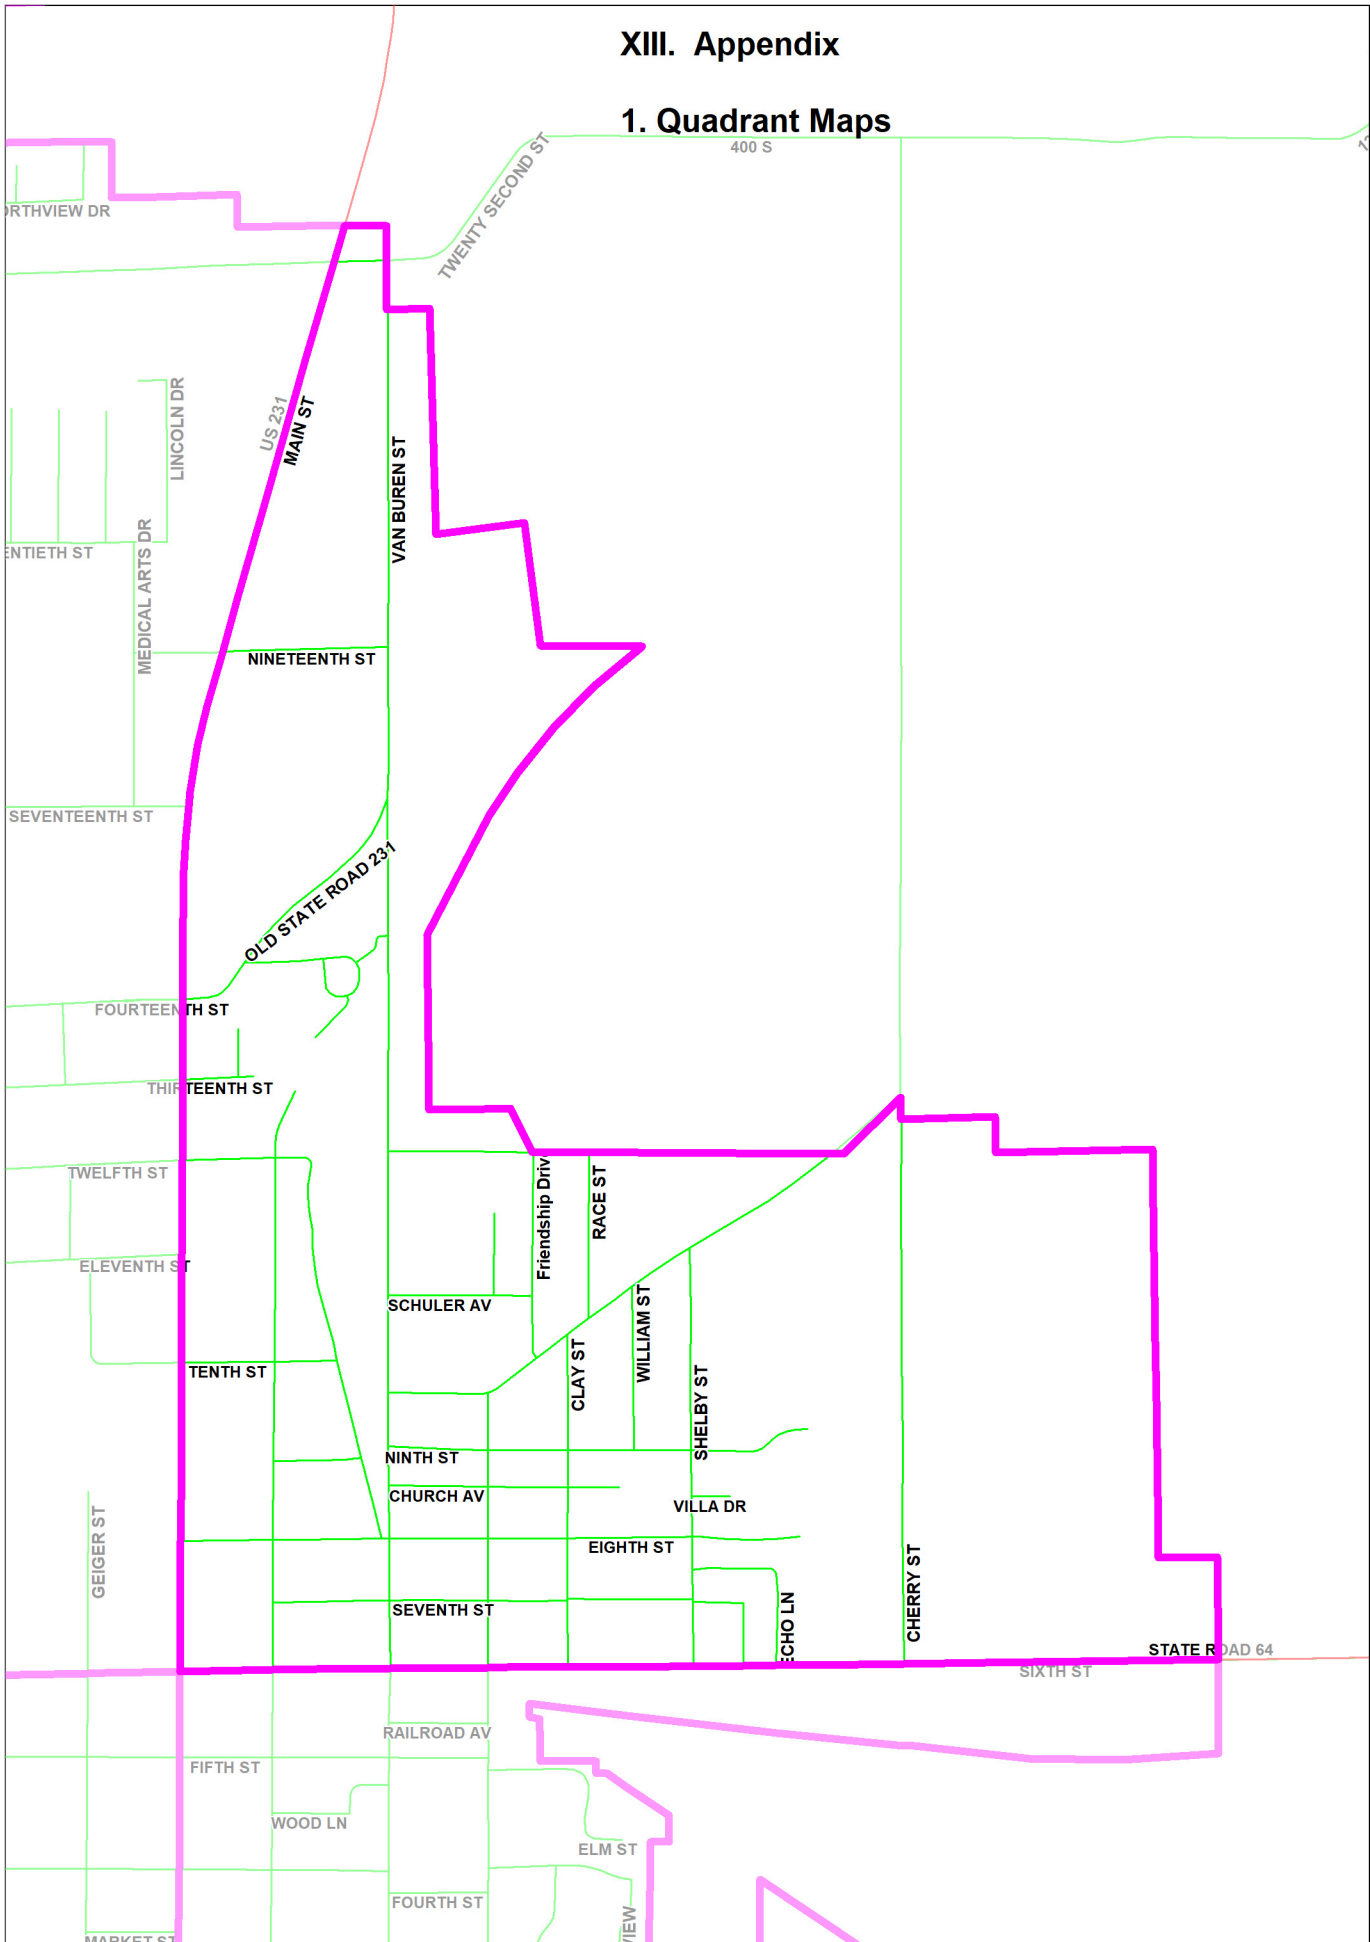 XIII. Appendix
1. Quadrant Maps
400 S
TWENTY SECOND ST
ORTHVIEW DR
LINCOLN DR
US 231
MAIN ST
VAN BUREN ST
ENTIETH ST
MEDICAL ARTS DR
NINETEENTH ST
SEVENTEENTH ST
OLD STATE ROAD 231
FOURTEENTH ST
THIRTEENTH ST
TWELFTH ST
Friendship Driv
RACE ST
ELEVENTH ST
SCHULER AV
WILLIAM ST
CLAY ST
TENTH ST
SHELBY ST
NINTH ST
CHURCH AV
VILLA DR
GEIGER ST
EIGHTH ST
CHERRY ST
SEVENTH ST
ECHO LN
STATE ROAD 64
SIXTH ST
RAILROAD AV
FIFTH ST
WOOD LN
ELM ST
FOURTH ST
VIEW
MARKET ST